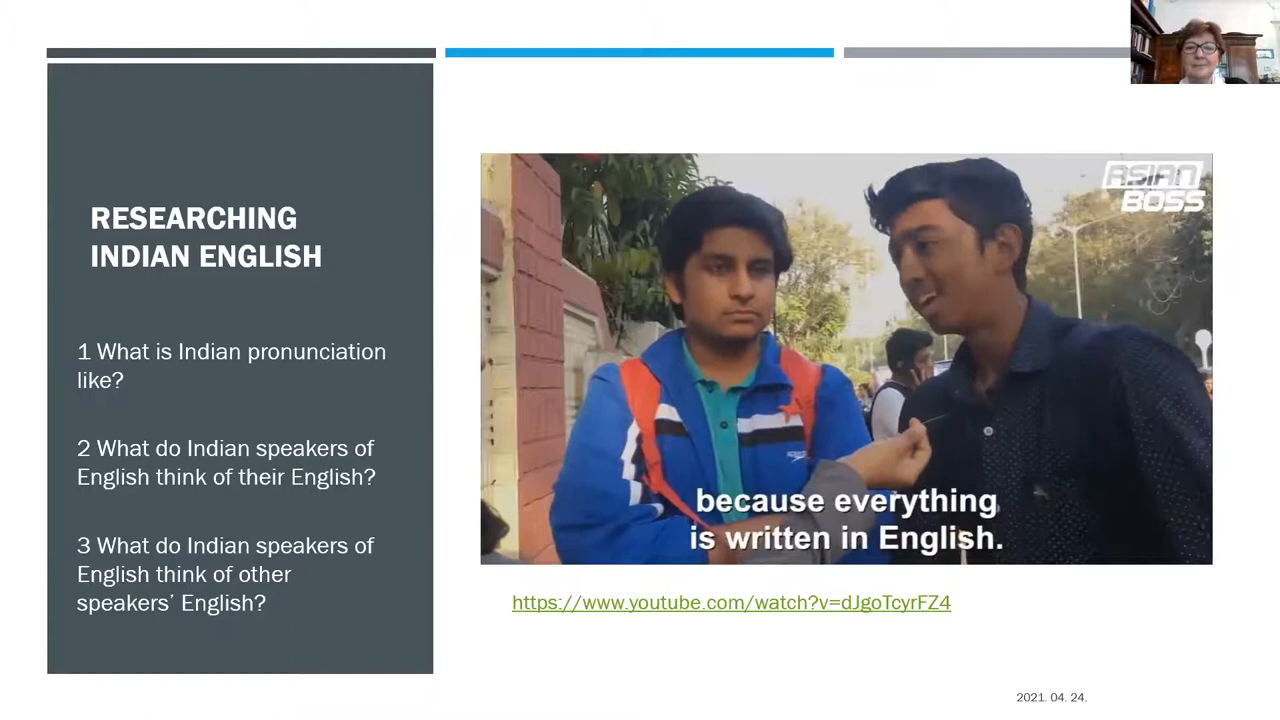 RESEARCHING
INDIAN ENGLISH
1 What is Indian pronunciation
like?
2 What do Indian speakers of
English think of their English?
3 What do Indian speakers of
English think of other
speakers’ English?
ASIAN
BOSS
speedo
because everything
is written in English.
https://www.youtube.com/watch?v=dJgoTcyrFZ4
2021. 04. 24.